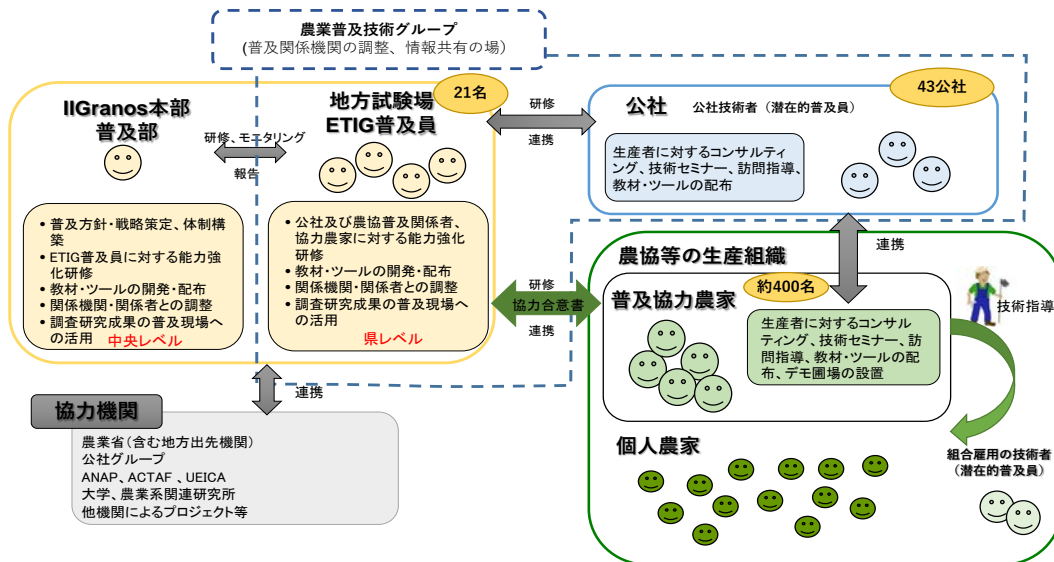 農業普及技術グループ
(普及関係機関の調整、情報共有の場)
IIGranos本部
普及部
研修、モニタリング
報告
地方試験場
ETIG普及員
21名
• 普及方針・戦略策定、体制構
築
• ETIG普及員に対する能力強
化研修
• 教材・ツールの開発・配布
• 関係機関・関係者との調整
• 調査研究成果の普及現場へ
の活用
中央レベル
• 公社及び農協普及関係者、
協力農家に対する能力強化
研修
• 教材・ツールの開発・配布
• 関係機関・関係者との調整
• 調査研究成果の普及現場へ
の活用
県レベル
研修
連携
公社
公社技術者（潜在的普及員）
43公社
生産者に対するコンサルティ
ング、技術セミナー、訪問指導、
教材・ツールの配布
連携
研修
協力合意書
連携
農協等の生産組織
普及協力農家
約400名
生産者に対するコンサル
ティング、技術セミナー、訪
問指導、教材・ツールの配
布、デモ圃場の設置
技術指導
個人農家
組合雇用の技術者
（潜在的普及員）
連携
協力機関
農業省（含む地方出先機関）
公社グループ
ANAP、ACTAF 、UEICA
大学、農業系関連研究所
他機関によるプロジェクト等